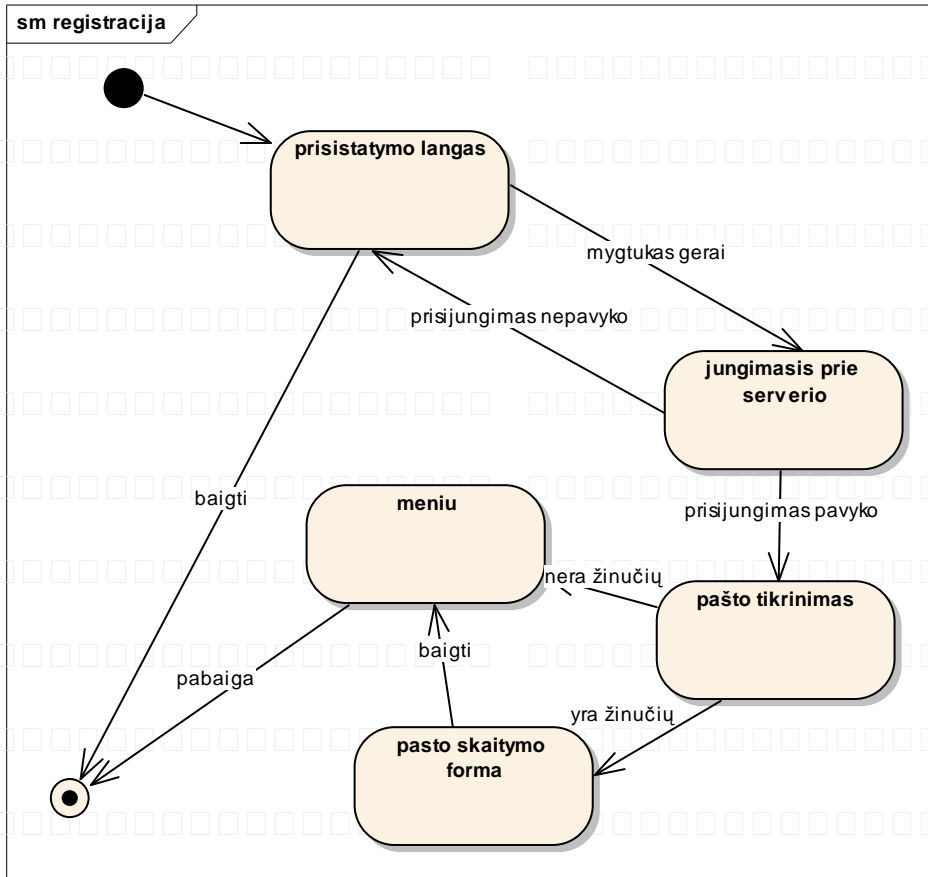 sm registracija
prisistatymo langas
mygtukas gerai
prisijungimas nepavyko
jungimasis prie
serverio
baigti
meniu
prisijungimas pavyko
nera žinučių
pašto tikrinimas
baigti
pabaiga
yra žinučių
pasto skaitymo
forma